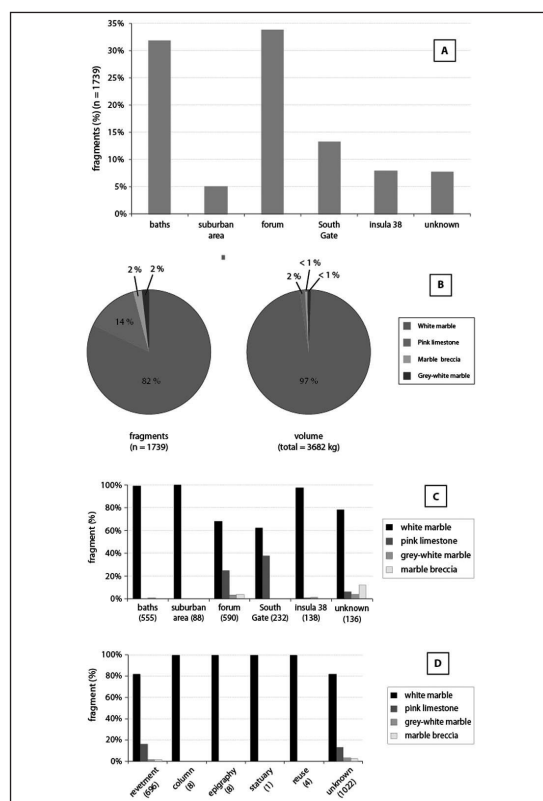 A
fragments (%) (n = 1739)
35%
30%
25%
20%
15%
10%
5%
0%
baths
suburban
area
forum
South
Gate
insula 38
unknown
B
2 %
2 %
14 %
82 %
fragments
(n = 1739)
< 1 %
2 %
< 1 %
97 %
volume
(total = 3682 kg)
White marble
Pink limestone
Marble breccia
Grey-white marble
C
fragment (%)
100%
80%
60%
40%
20%
0%
baths
(555)
suburban
area (88)
forum
(590)
South
Gate (232)
insula 38
(138)
unknown
(136)
white marble
pink limestone
grey-white marble
marble breccia
D
fragment (%)
100%
80%
60%
40%
20%
0%
revetment
(696)
column
(8)
epigraphy
(8)
statuary
(1)
reuse
(4)
unknown
(1022)
white marble
pink limestone
grey-white marble
marble breccia